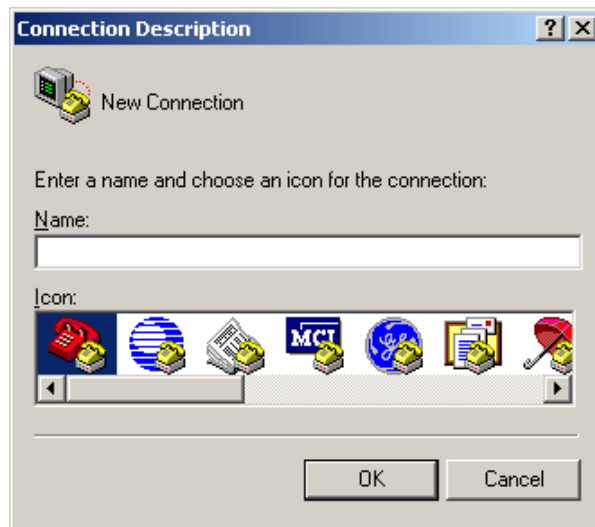 Connection Description
New Connection
Enter a name and choose an icon for the connection:
Name:
Icon:
MCI
OK
Cancel